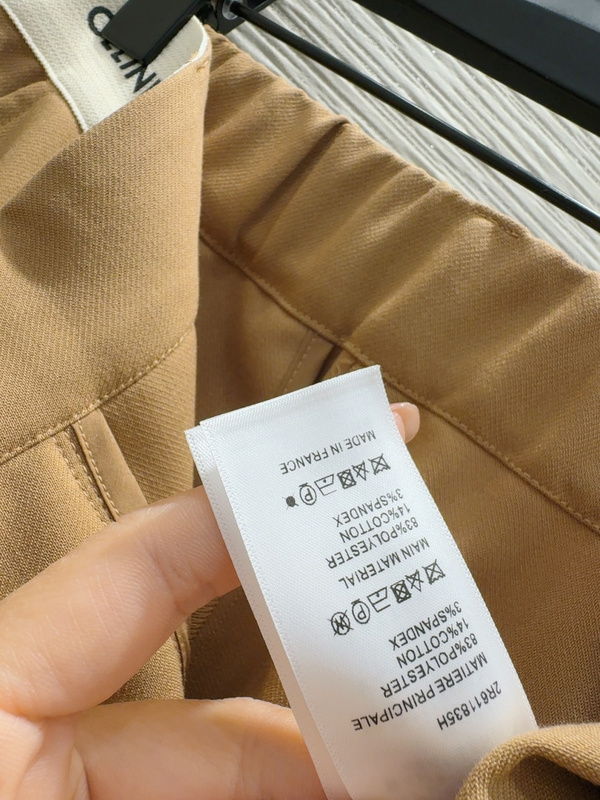 CELINE
2R611835H
MATIERE PRINCIPALE
83%POLYESTER
14%COTTON
3%SPANDEX
MAIN MATERIAL
83%POLYESTER
14%COTTON
3%SPANDEX
MADE IN FRANCE